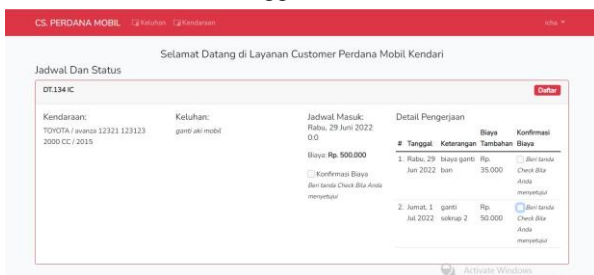 CS. PERDANA MOBIL Keluhan Kendaraan icha
Selamat Datang di Layanan Customer Perdana Mobil Kendari
Jadwal Dan Status
DT.134 IC Daftar
Kendaraan:
TOYOTA / avanza 12321 123123
2000 CC / 2015
Keluhan:
ganti aki mobil
Jadwal Masuk:
Rabu, 29 Juni 2022
0:0
Biaya: Rp. 500,000
Konfirmasi Biaya
Beri tanda Check Bila Anda
menyetujui
Detail Pengerjaan
# Tanggal Keterangan Biaya Tambahan Konfirmasi Biaya
1. Rabu, 29 Jun 2022 biaya ganti ban Rp. 35.000 Beri tanda Check Bila Anda menyetujui
2. Jumat, 1 Jul 2022 ganti sekrup 2 Rp. 50.000 Beri tanda Check Bila Anda menyetujui
Activate Windows